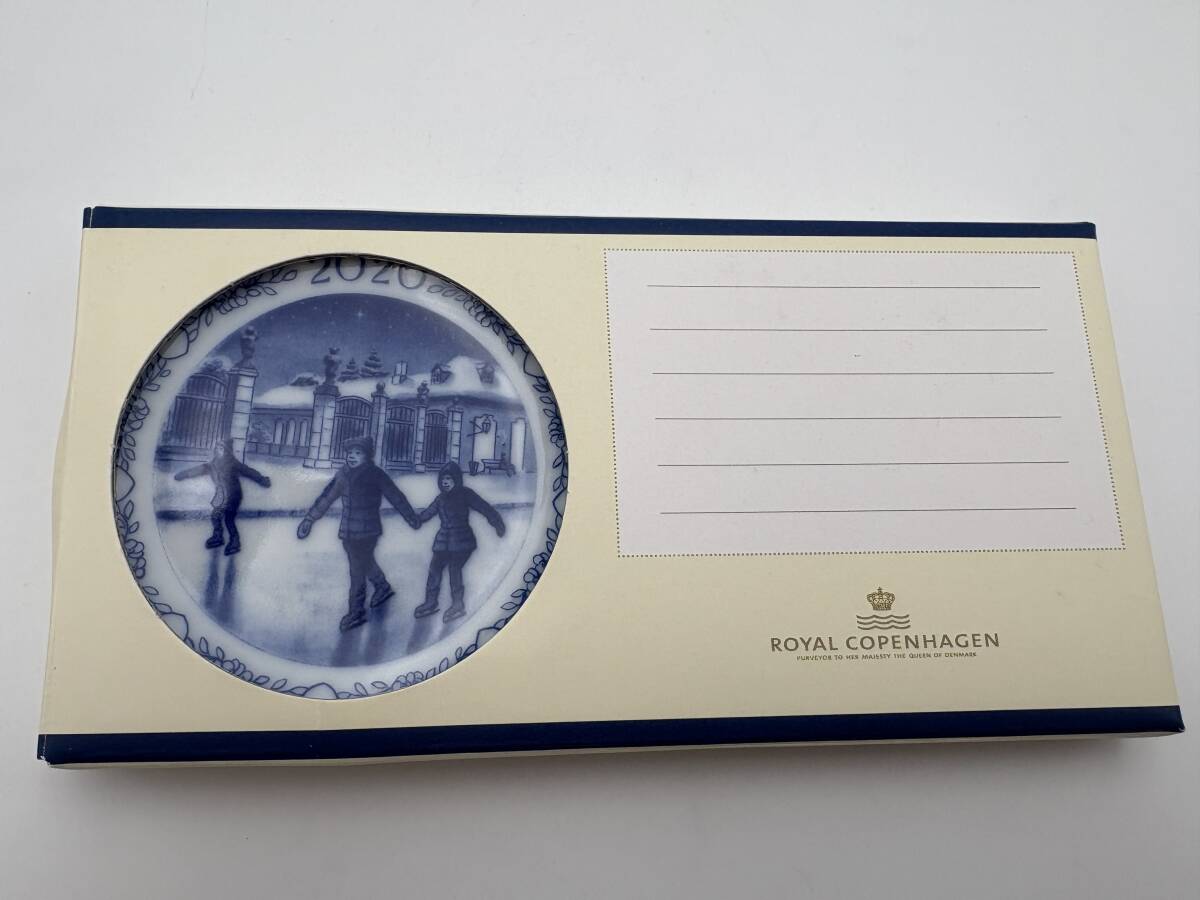 2020
ROYAL COPENHAGEN
PURVEYOR TO HER MAJESTY THE QUEEN OF DENMARK